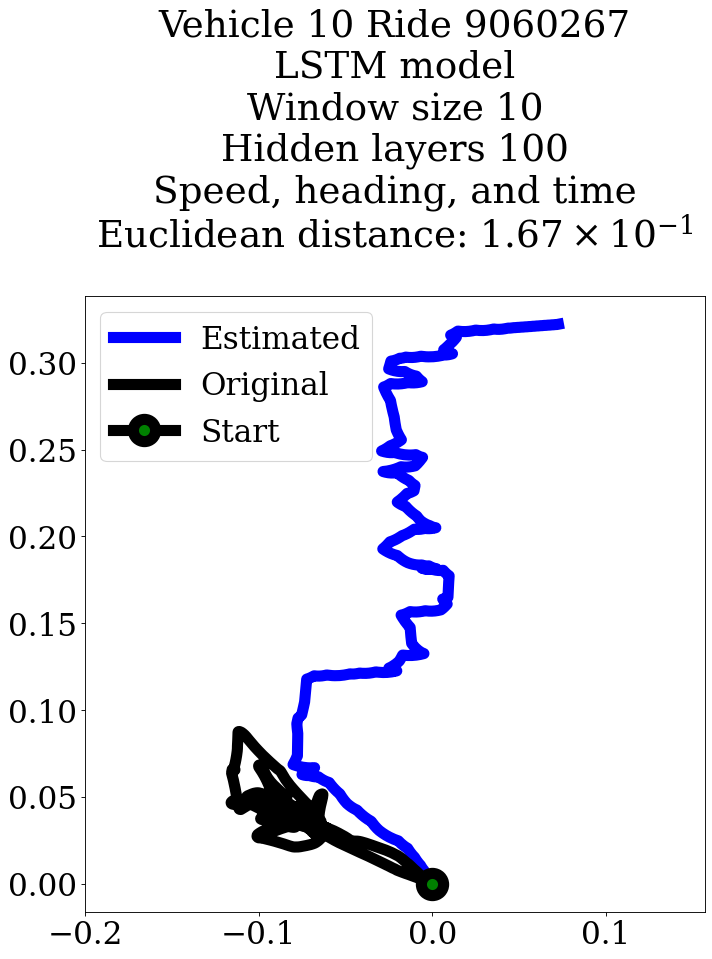 Vehicle 10 Ride 9060267
LSTM model
Window size 10
Hidden layers 100
Speed, heading, and time
Euclidean distance: 1.67 × 10⁻¹
Estimated
Original
Start
0.30
0.25
0.20
0.15
0.10
0.05
0.00
−0.2 −0.1 0.0 0.1